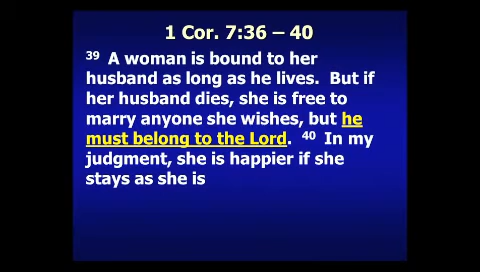 1 Cor. 7:36 – 40
39 A woman is bound to her
husband as long as he lives. But if
her husband dies, she is free to
marry anyone she wishes, but he
must belong to the Lord. 40 In my
judgment, she is happier if she
stays as she is